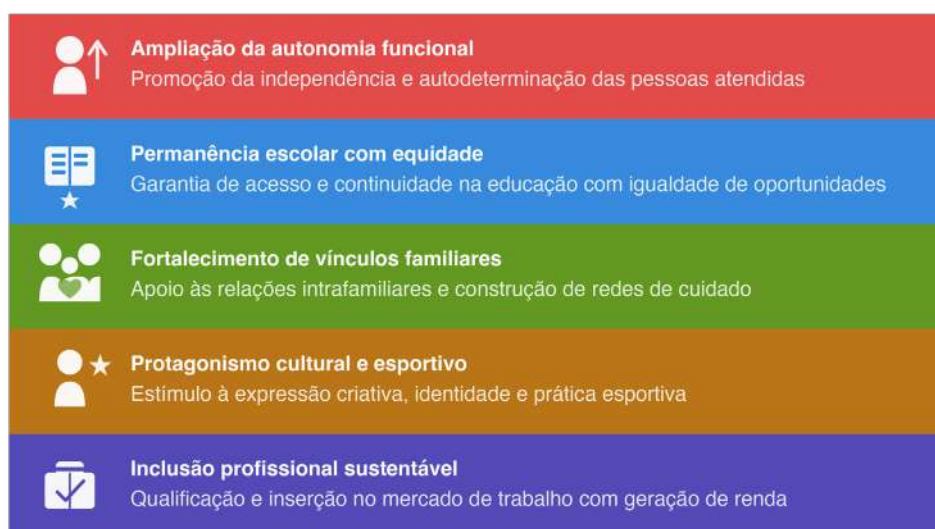 Ampliação da autonomia funcional
Promoção da independência e autodeterminação das pessoas atendidas
Permanência escolar com equidade
Garantia de acesso e continuidade na educação com igualdade de oportunidades
Fortalecimento de vínculos familiares
Apoio às relações intrafamiliares e construção de redes de cuidado
Protagonismo cultural e esportivo
Estímulo à expressão criativa, identidade e prática esportiva
Inclusão profissional sustentável
Qualificação e inserção no mercado de trabalho com geração de renda